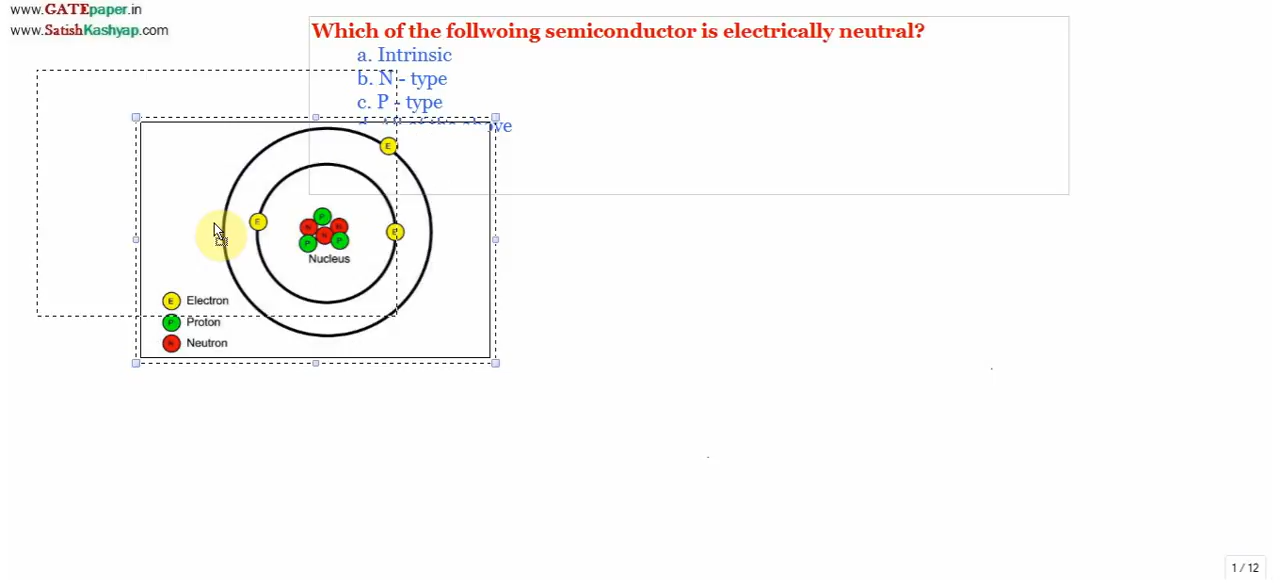 www.GATEpaper.in
www.SatishKashyap.com
Which of the follwoing semiconductor is electrically neutral?
a. Intrinsic
b. N - type
c. P - type
E
E
P
N
N
E
N
P
P
Nucleus
E Electron
P Proton
N Neutron
1 / 12